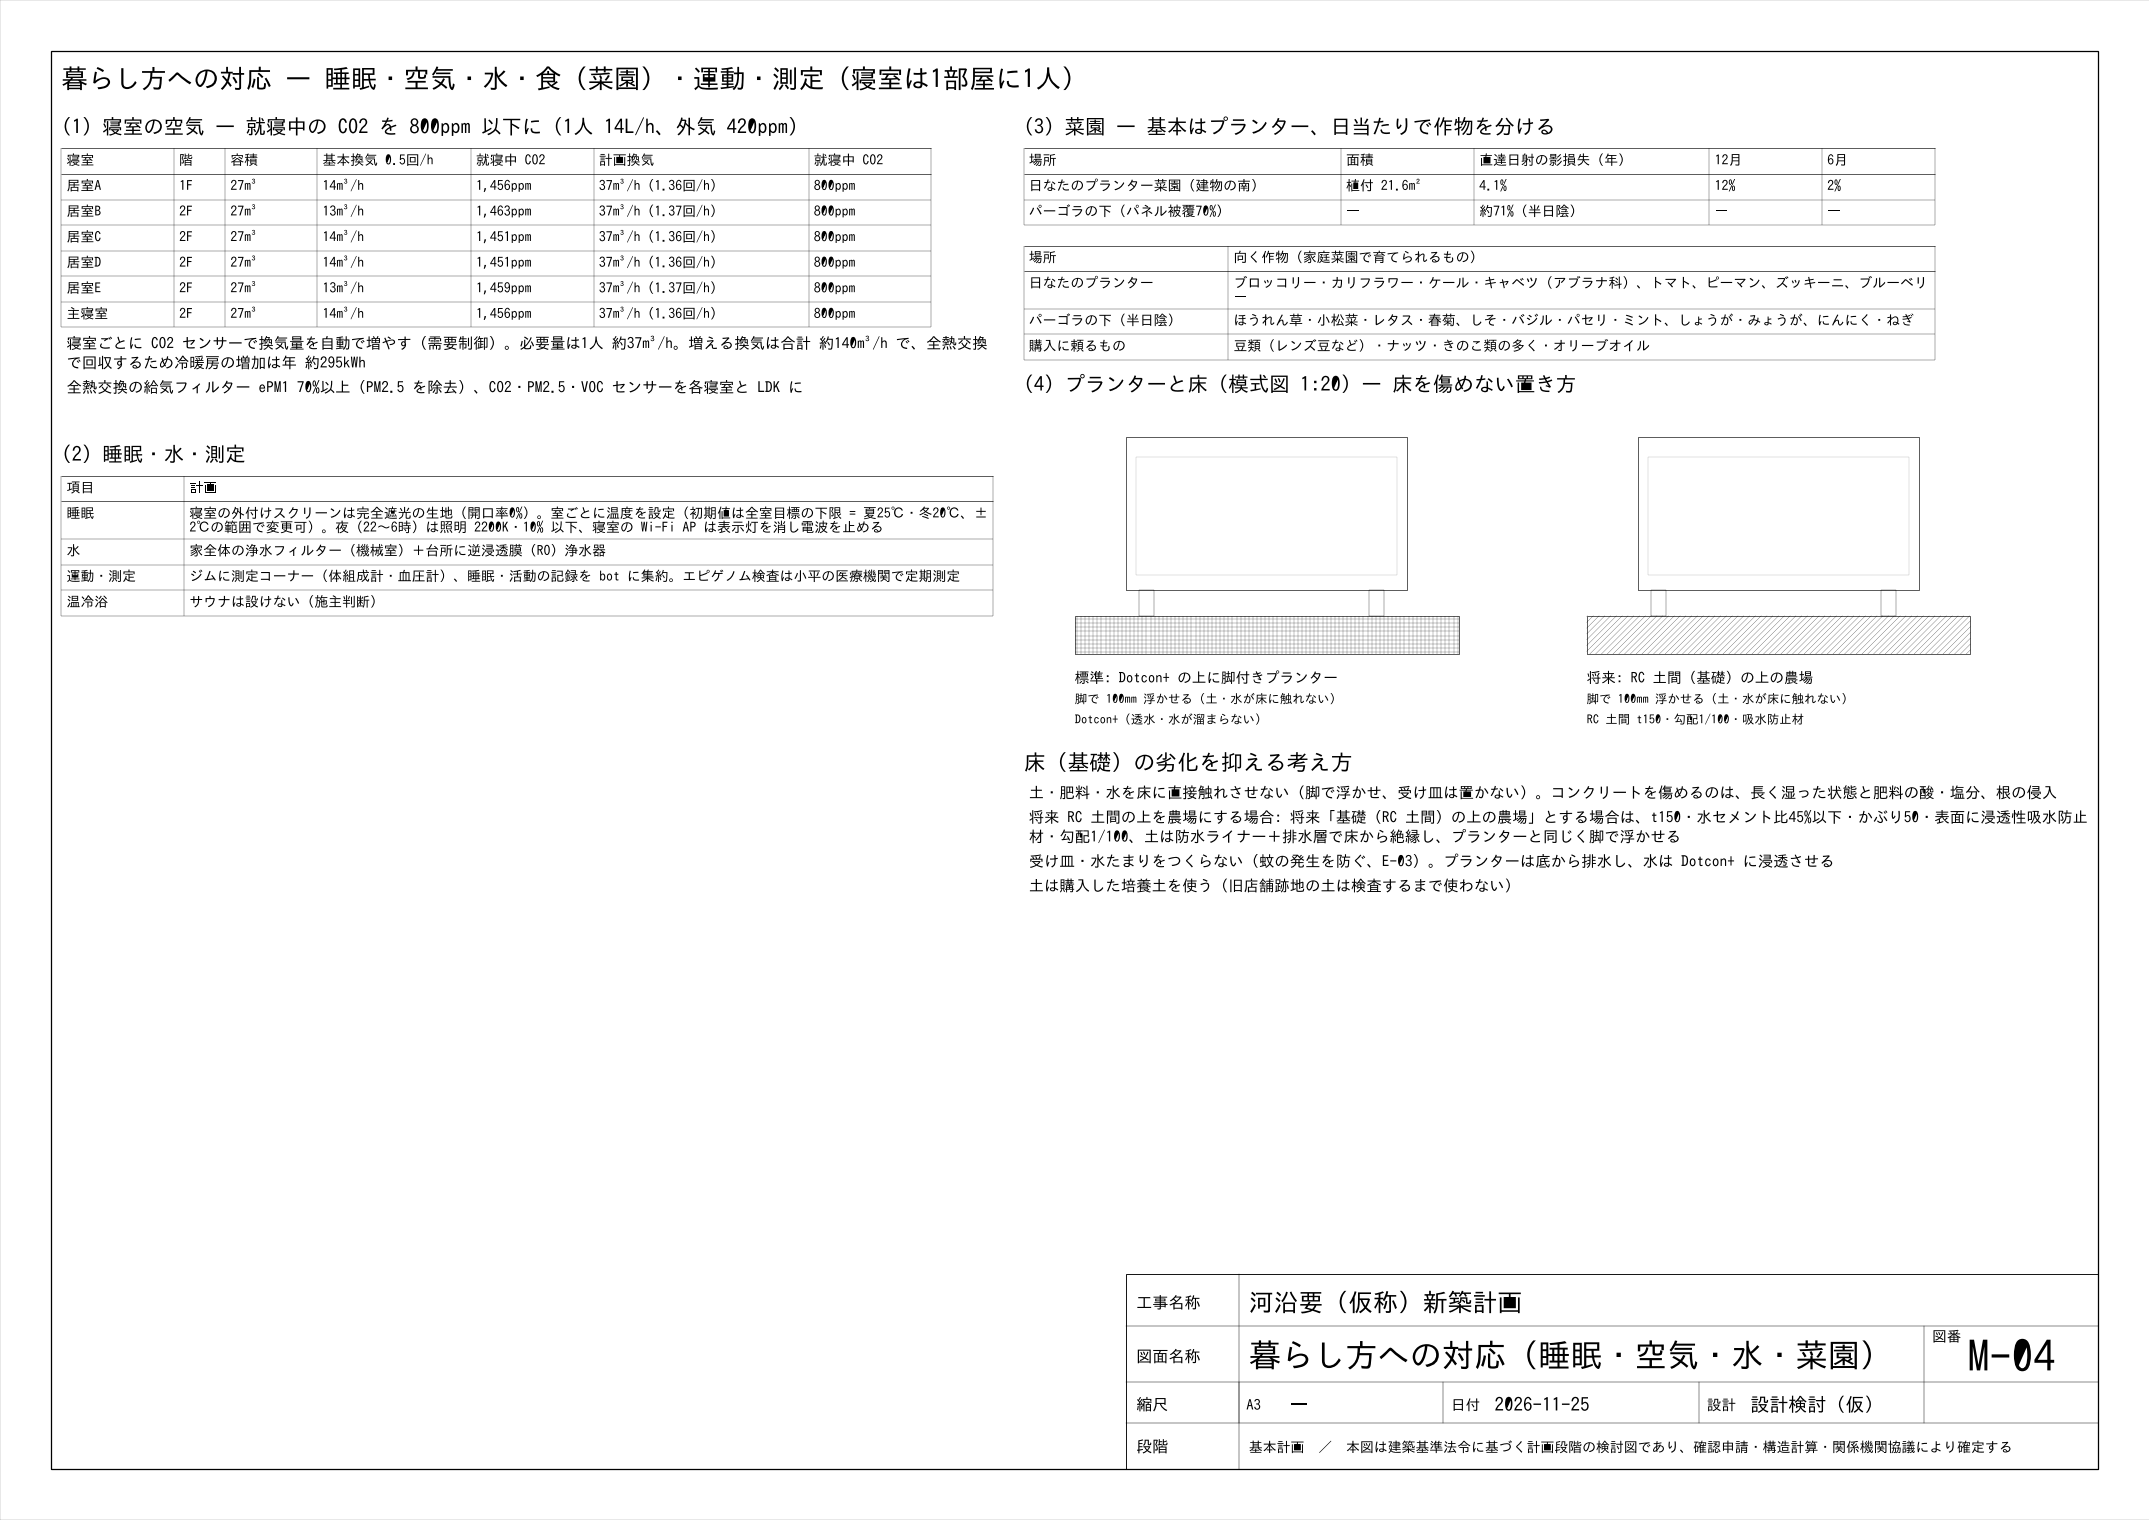 暮らし方への対応 ― 睡眠・空気・水・食（菜園）・運動・測定（寝室は1部屋に1人）
(1) 寝室の空気 ― 就寝中の CO2 を 800ppm 以下に（1人 14L/h、外気 420ppm）
寝室 階 容積 基本換気 0.5回/h 就寝中 CO2 計画換気 就寝中 CO2
居室A 1F 27m³ 14m³/h 1,456ppm 37m³/h（1.36回/h） 800ppm
居室B 2F 27m³ 13m³/h 1,463ppm 37m³/h（1.37回/h） 800ppm
居室C 2F 27m³ 14m³/h 1,451ppm 37m³/h（1.36回/h） 800ppm
居室D 2F 27m³ 14m³/h 1,451ppm 37m³/h（1.36回/h） 800ppm
居室E 2F 27m³ 13m³/h 1,459ppm 37m³/h（1.37回/h） 800ppm
主寝室 2F 27m³ 14m³/h 1,456ppm 37m³/h（1.36回/h） 800ppm
寝室ごとに CO2 センサーで換気量を自動で増やす（需要制御）。必要量は1人 約37m³/h。増える換気は合計 約140m³/h で、全熱交換
で回収するため冷暖房の増加は年 約295kWh
全熱交換の給気フィルター ePM1 70%以上（PM2.5 を除去）、CO2・PM2.5・VOC センサーを各寝室と LDK に
(2) 睡眠・水・測定
項目 計画
睡眠 寝室の外付けスクリーンは完全遮光の生地（開口率0%）。室ごとに温度を設定（初期値は全室目標の下限 = 夏25℃・冬20℃、±
2℃の範囲で変更可）。夜（22〜6時）は照明 2200K・10% 以下、寝室の Wi-Fi AP は表示灯を消し電波を止める
水 家全体の浄水フィルター（機械室）＋台所に逆浸透膜（RO）浄水器
運動・測定 ジムに測定コーナー（体組成計・血圧計）、睡眠・活動の記録を bot に集約。エピゲノム検査は小平の医療機関で定期測定
温冷浴 サウナは設けない（施主判断）
(3) 菜園 ― 基本はプランター、日当たりで作物を分ける
場所 面積 直達日射の影損失（年） 12月 6月
日なたのプランター菜園（建物の南） 植付 21.6m² 4.1% 12% 2%
パーゴラの下（パネル被覆70%） ― 約71%（半日陰） ― ―
場所 向く作物（家庭菜園で育てられるもの）
日なたのプランター ブロッコリー・カリフラワー・ケール・キャベツ（アブラナ科）、トマト、ピーマン、ズッキーニ、ブルーベリ
ー
パーゴラの下（半日陰） ほうれん草・小松菜・レタス・春菊、しそ・バジル・パセリ・ミント、しょうが・みょうが、にんにく・ねぎ
購入に頼るもの 豆類（レンズ豆など）・ナッツ・きのこ類の多く・オリーブオイル
(4) プランターと床（模式図 1:20）― 床を傷めない置き方
標準: Dotcon+ の上に脚付きプランター
脚で 100mm 浮かせる（土・水が床に触れない）
Dotcon+（透水・水が溜まらない）
将来: RC 土間（基礎）の上の農場
脚で 100mm 浮かせる（土・水が床に触れない）
RC 土間 t150・勾配1/100・吸水防止材
床（基礎）の劣化を抑える考え方
土・肥料・水を床に直接触れさせない（脚で浮かせ、受け皿は置かない）。コンクリートを傷めるのは、長く湿った状態と肥料の酸・塩分、根の侵入
将来 RC 土間の上を農場にする場合: 将来「基礎（RC 土間）の上の農場」とする場合は、t150・水セメント比45%以下・かぶり50・表面に浸透性吸水防止
材・勾配1/100、土は防水ライナー＋排水層で床から絶縁し、プランターと同じく脚で浮かせる
受け皿・水たまりをつくらない（蚊の発生を防ぐ、E-03）。プランターは底から排水し、水は Dotcon+ に浸透させる
土は購入した培養土を使う（旧店舗跡地の土は検査するまで使わない）
工事名称 河沿要（仮称）新築計画
図面名称 暮らし方への対応（睡眠・空気・水・菜園） 図番 M-04
縮尺 A3 ― 日付 2026-11-25 設計 設計検討（仮）
段階 基本計画 ／ 本図は建築基準法令に基づく計画段階の検討図であり、確認申請・構造計算・関係機関協議により確定する